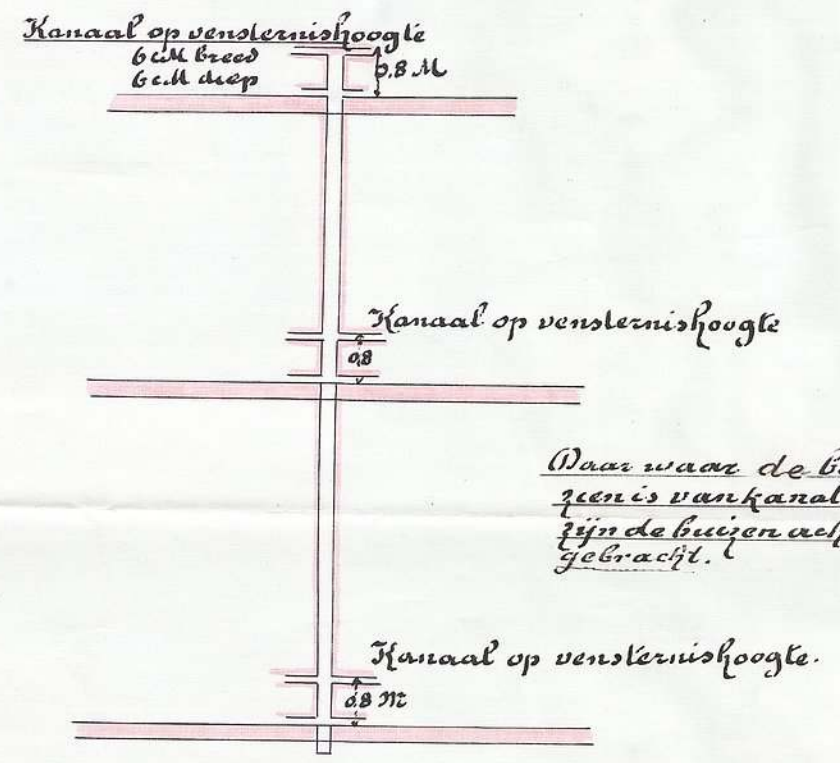 Kanaal op vensternishoogte
6 cM breed
6 cM diep
0.8 M
Kanaal op vensternishoogte
0,8
Daar waar de
zien is van kanal
zijn de buizen
gebracht.
Kanaal op vensternishoogte.
0.8 M